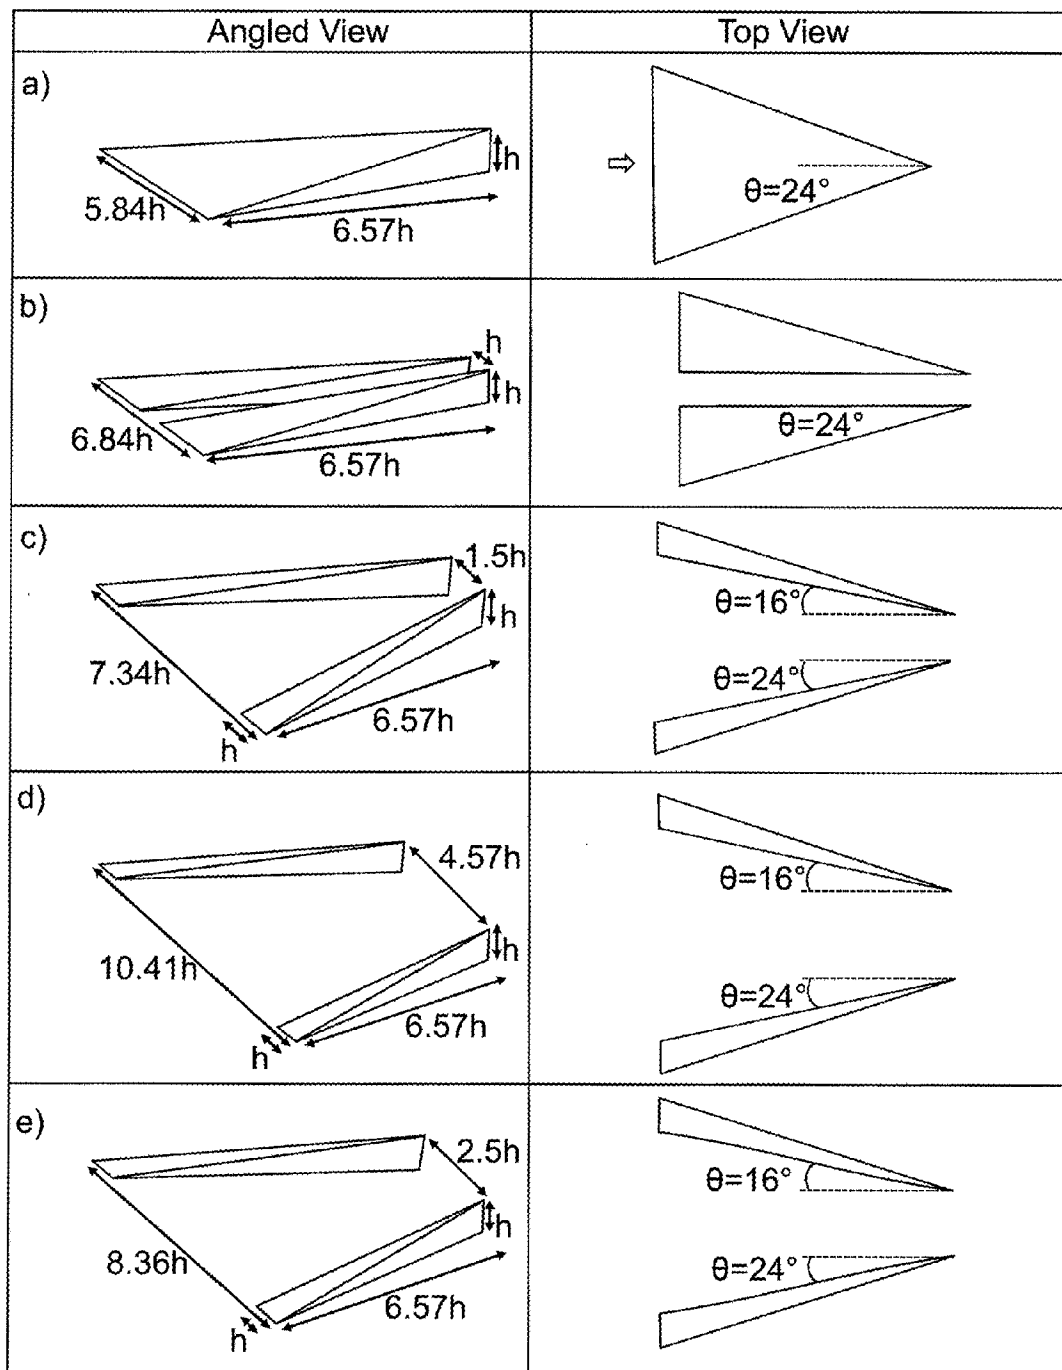 Angled View
Top View
a)
h
5.84h
6.57h
θ=24°
b)
h
h
6.84h
6.57h
θ=24°
c)
1.5h
h
7.34h
6.57h
h
θ=16°
θ=24°
d)
4.57h
h
10.41h
6.57h
h
θ=16°
θ=24°
e)
2.5h
h
8.36h
6.57h
h
θ=16°
θ=24°